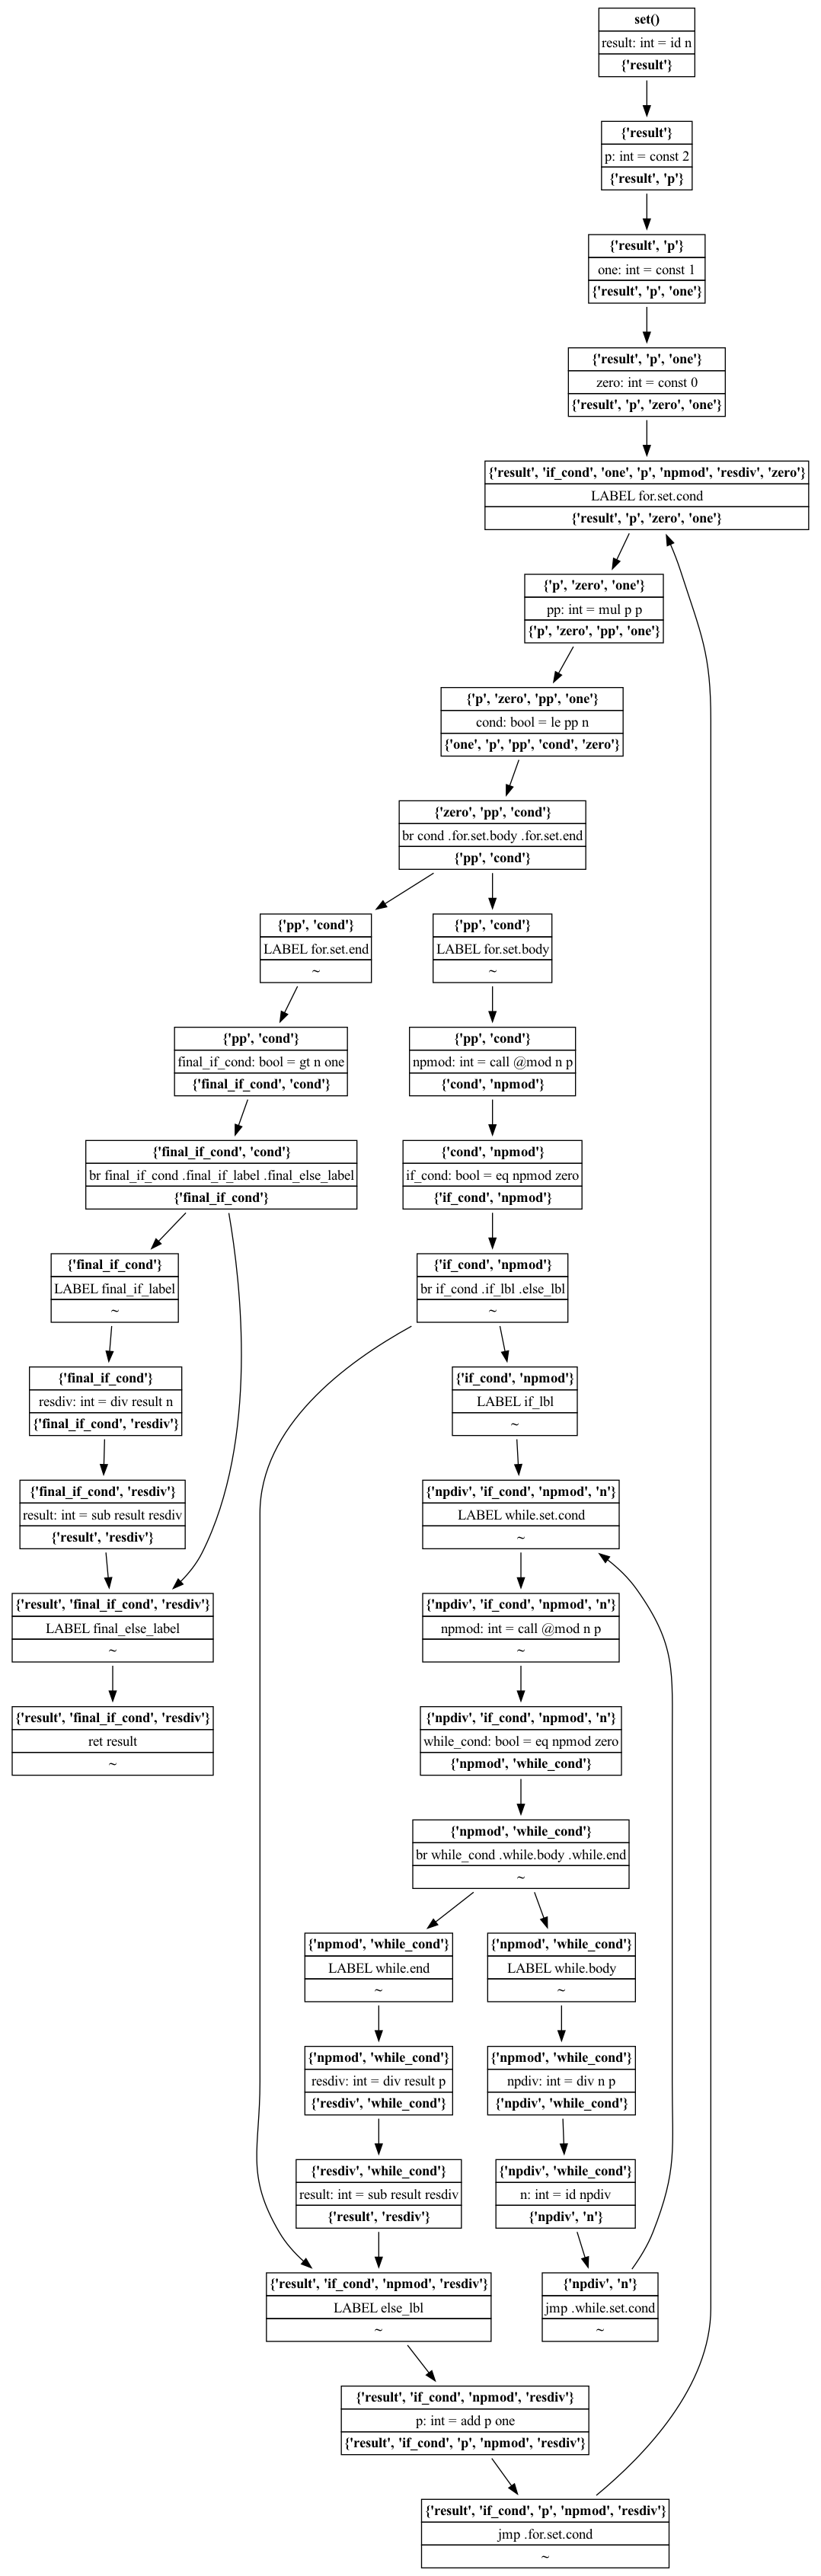 set()
result: int = id n
{'result'}
{'result'}
p: int = const 2
{'result', 'p'}
{'result', 'p'}
one: int = const 1
{'result', 'p', 'one'}
{'result', 'p', 'one'}
zero: int = const 0
{'result', 'p', 'zero', 'one'}
{'result', 'if_cond', 'one', 'p', 'npmod', 'resdiv', 'zero'}
LABEL for.set.cond
{'result', 'p', 'zero', 'one'}
{'p', 'zero', 'one'}
pp: int = mul p p
{'p', 'zero', 'pp', 'one'}
{'p', 'zero', 'pp', 'one'}
cond: bool = le pp n
{'one', 'p', 'pp', 'cond', 'zero'}
{'zero', 'pp', 'cond'}
br cond .for.set.body .for.set.end
{'pp', 'cond'}
{'pp', 'cond'}
LABEL for.set.end
~
{'pp', 'cond'}
LABEL for.set.body
~
{'pp', 'cond'}
final_if_cond: bool = gt n one
{'final_if_cond', 'cond'}
{'pp', 'cond'}
npmod: int = call @mod n p
{'cond', 'npmod'}
{'final_if_cond', 'cond'}
br final_if_cond .final_if_label .final_else_label
{'final_if_cond'}
{'cond', 'npmod'}
if_cond: bool = eq npmod zero
{'if_cond', 'npmod'}
{'final_if_cond'}
LABEL final_if_label
~
{'if_cond', 'npmod'}
br if_cond .if_lbl .else_lbl
~
{'final_if_cond'}
resdiv: int = div result n
{'final_if_cond', 'resdiv'}
{'if_cond', 'npmod'}
LABEL if_lbl
~
{'final_if_cond', 'resdiv'}
result: int = sub result resdiv
{'result', 'resdiv'}
{'npdiv', 'if_cond', 'npmod', 'n'}
LABEL while.set.cond
~
{'result', 'final_if_cond', 'resdiv'}
LABEL final_else_label
~
{'npdiv', 'if_cond', 'npmod', 'n'}
npmod: int = call @mod n p
~
{'result', 'final_if_cond', 'resdiv'}
ret result
~
{'npdiv', 'if_cond', 'npmod', 'n'}
while_cond: bool = eq npmod zero
{'npmod', 'while_cond'}
{'npmod', 'while_cond'}
br while_cond .while.body .while.end
~
{'npmod', 'while_cond'}
LABEL while.end
~
{'npmod', 'while_cond'}
LABEL while.body
~
{'npmod', 'while_cond'}
resdiv: int = div result p
{'resdiv', 'while_cond'}
{'npmod', 'while_cond'}
npdiv: int = div n p
{'npdiv', 'while_cond'}
{'resdiv', 'while_cond'}
result: int = sub result resdiv
{'result', 'resdiv'}
{'npdiv', 'while_cond'}
n: int = id npdiv
{'npdiv', 'n'}
{'result', 'if_cond', 'npmod', 'resdiv'}
LABEL else_lbl
~
{'npdiv', 'n'}
jmp .while.set.cond
~
{'result', 'if_cond', 'npmod', 'resdiv'}
p: int = add p one
{'result', 'if_cond', 'p', 'npmod', 'resdiv'}
{'result', 'if_cond', 'p', 'npmod', 'resdiv'}
jmp .for.set.cond
~